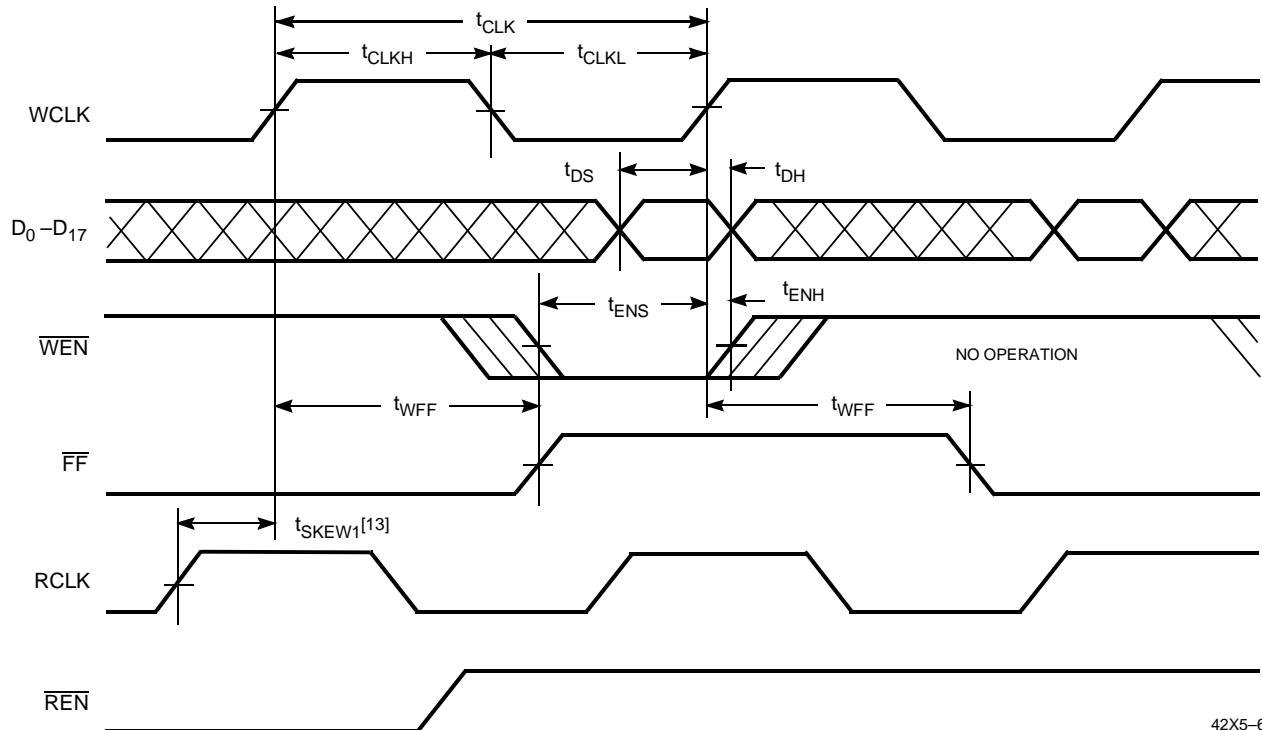 tCLK
tCLKH
tCLKL
WCLK
tDS
tDH
D0 –D17
tENS
tENH
WEN
NO OPERATION
tWFF
tWFF
FF
tSKEW1[13]
RCLK
REN
42X5–6